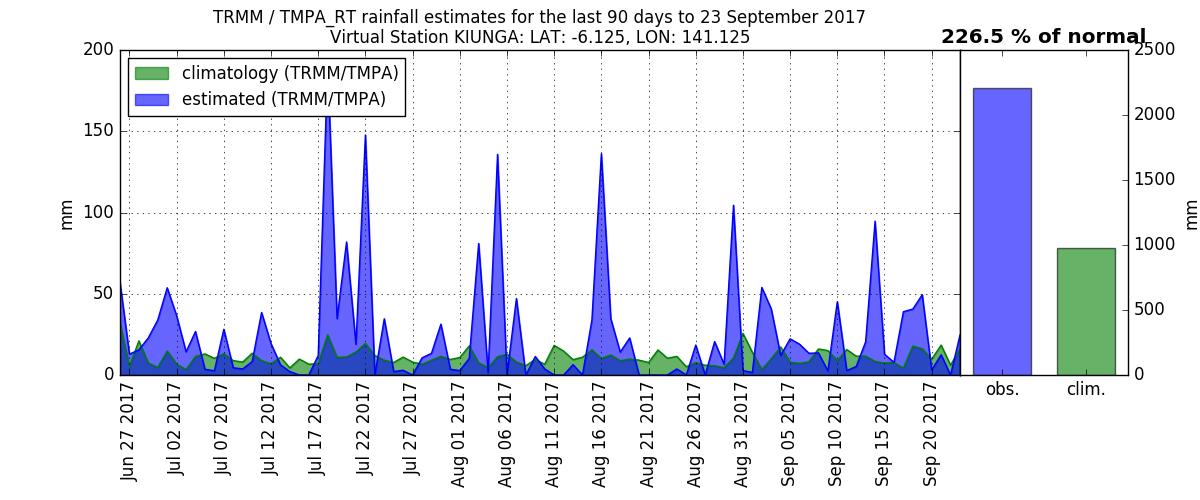 TRMM / TMPA_RT rainfall estimates for the last 90 days to 23 September 2017
Virtual Station KIUNGA: LAT: -6.125, LON: 141.125
226.5 % of normal
climatology (TRMM/TMPA)
estimated (TRMM/TMPA)
200
150
100
50
0
mm
Jun 27 2017
Jul 02 2017
Jul 07 2017
Jul 12 2017
Jul 17 2017
Jul 22 2017
Jul 27 2017
Aug 01 2017
Aug 06 2017
Aug 11 2017
Aug 16 2017
Aug 21 2017
Aug 26 2017
Aug 31 2017
Sep 05 2017
Sep 10 2017
Sep 15 2017
Sep 20 2017
obs.
clim.
2500
2000
1500
1000
500
0
mm